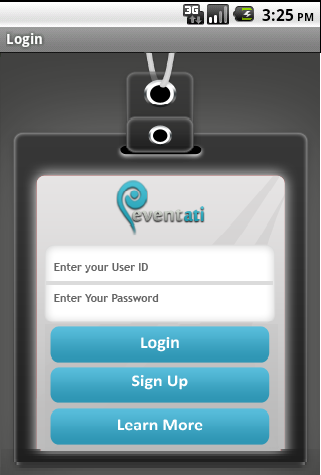 3G
3:25 PM
Login
eventati
Enter your User ID
Enter Your Password
Login
Sign Up
Learn More